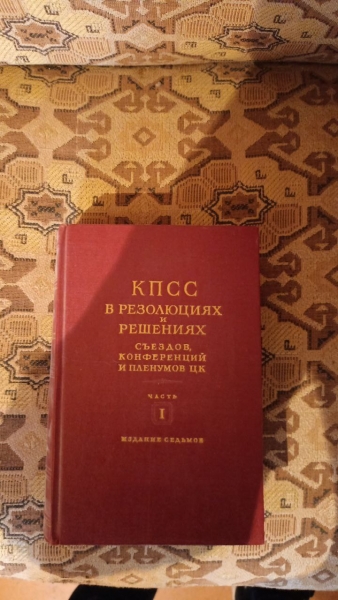 КПСС
В РЕЗОЛЮЦИЯХ
И
РЕШЕНИЯХ
СЪЕЗДОВ,
КОНФЕРЕНЦИЙ
И ПЛЕНУМОВ ЦК
ЧАСТЬ
I
ИЗДАНИЕ СЕДЬМОЕ